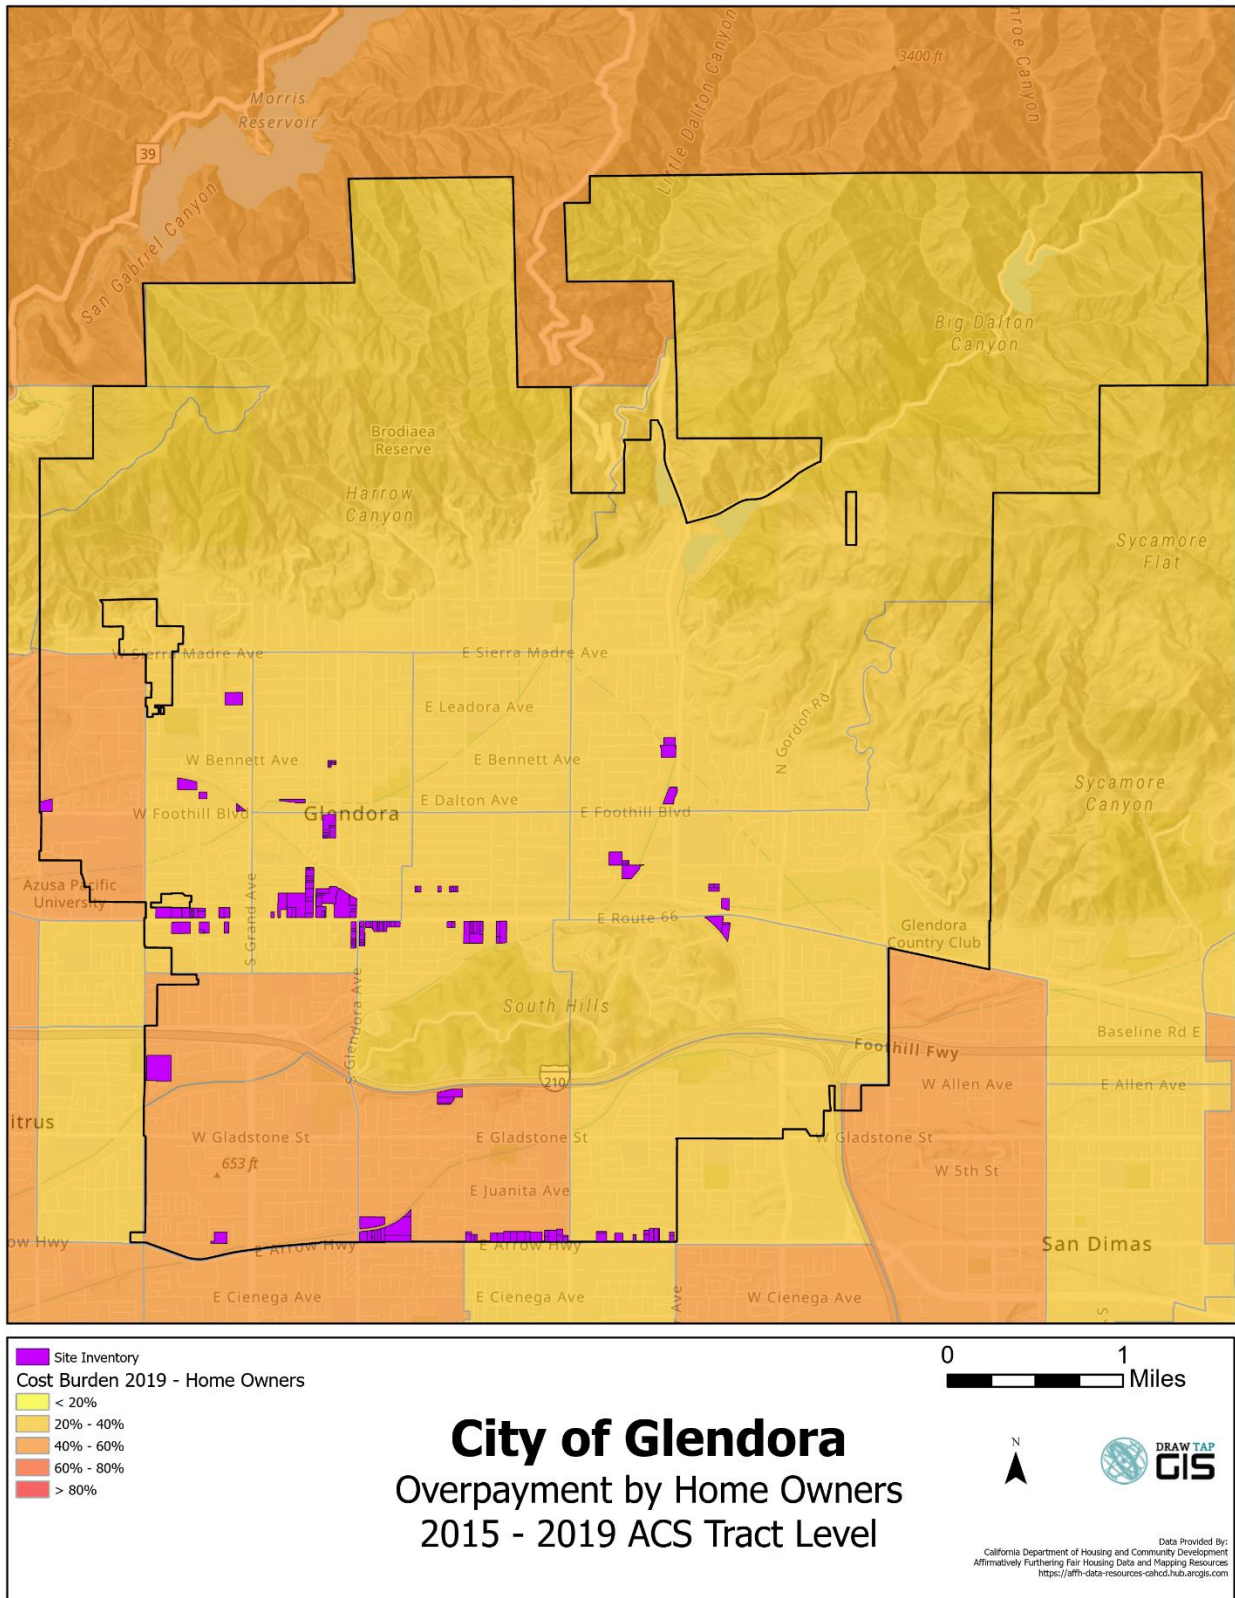 3400 ft
Little Dalton Canyon
nroe Canyon
Morris
Reservoir
39
San Gabriel Canyon
Big Dalton
Canyon
Brodiaea
Reserve
Harrow
Canyon
Sycamore
Flat
W Sierra Madre Ave
E Sierra Madre Ave
E Leadora Ave
N Gordon Rd
W Bennett Ave
E Bennett Ave
Sycamore
Canyon
E Dalton Ave
W Foothill Blvd
Glendora
E Foothill Blvd
Azusa Pacific
University
S Grand Ave
E Route 66
Glendora
Country Club
South Hills
S Glendora Ave
Baseline Rd E
Foothill Fwy
210
W Allen Ave
E Allen Ave
itrus
W Gladstone St
E Gladstone St
W Gladstone St
653 ft
W 5th St
E Juanita Ave
ow Hwy
E Arrow Hwy
E Arrow Hwy
San Dimas
E Cienega Ave
E Cienega Ave
Ave
W Cienega Ave
S
Site Inventory
Cost Burden 2019 - Home Owners
< 20%
20% - 40%
40% - 60%
60% - 80%
> 80%
City of Glendora
Overpayment by Home Owners
2015 - 2019 ACS Tract Level
0 1
Miles
N
DRAW TAP
GIS
Data Provided By:
California Department of Housing and Community Development
Affirmatively Furthering Fair Housing Data and Mapping Resources
https://affh-data-resources-cahcd.hub.arcgis.com